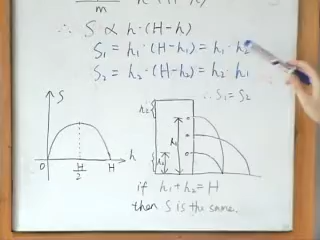 m
∴ S ∝ h·(H-h)
S₁ = h₁·(H-h₁) = h₁·h₂
S₂ = h₂·(H-h₂) = h₂·h₁
∴ S₁ = S₂
S
0
H/2
H
h
h₂
h₁
h₂
if h₁+h₂=H
then S is the same.